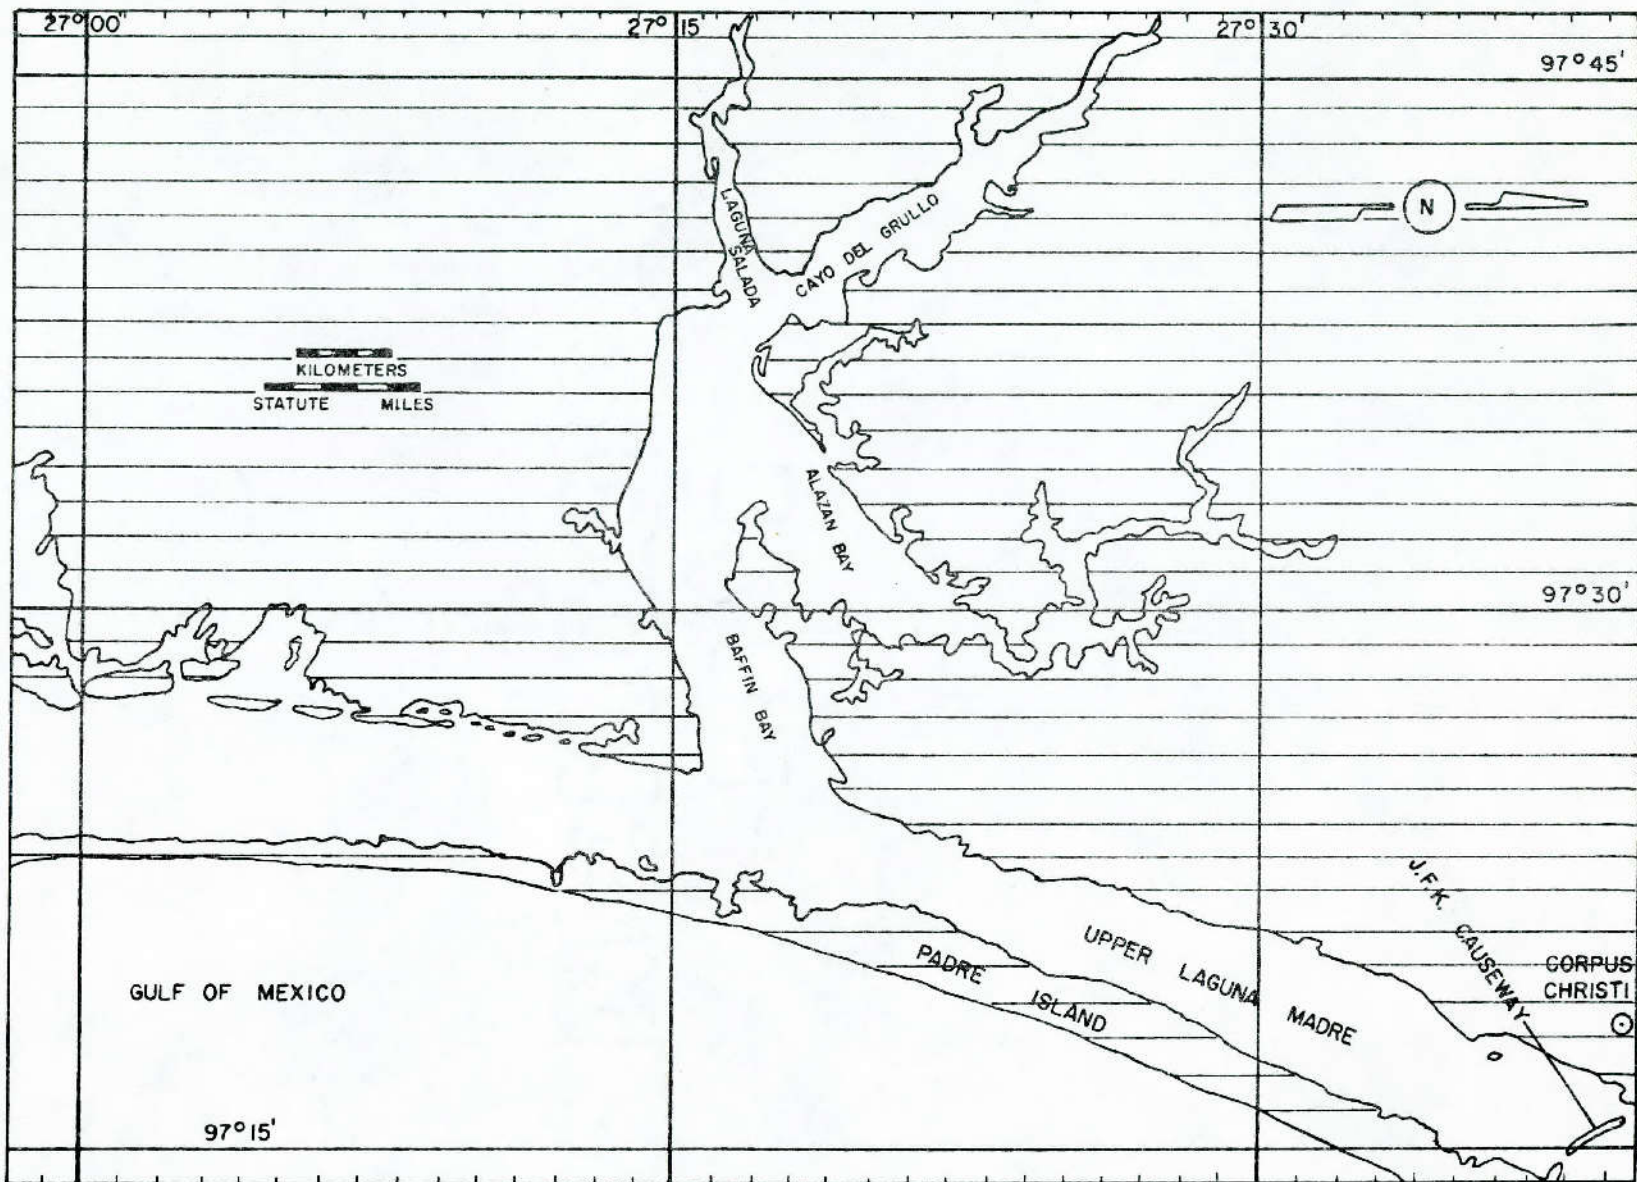 27°00'
27°15'
27°30'
97°45'
N
LAGUNA
SALADA
CAYO DEL GRULLO
KILOMETERS
STATUTE MILES
ALAZAN BAY
97°30'
BAFFIN BAY
J.F.K. CAUSEWAY
UPPER LAGUNA MADRE
CORPUS
CHRISTI
PADRE ISLAND
GULF OF MEXICO
97°15'